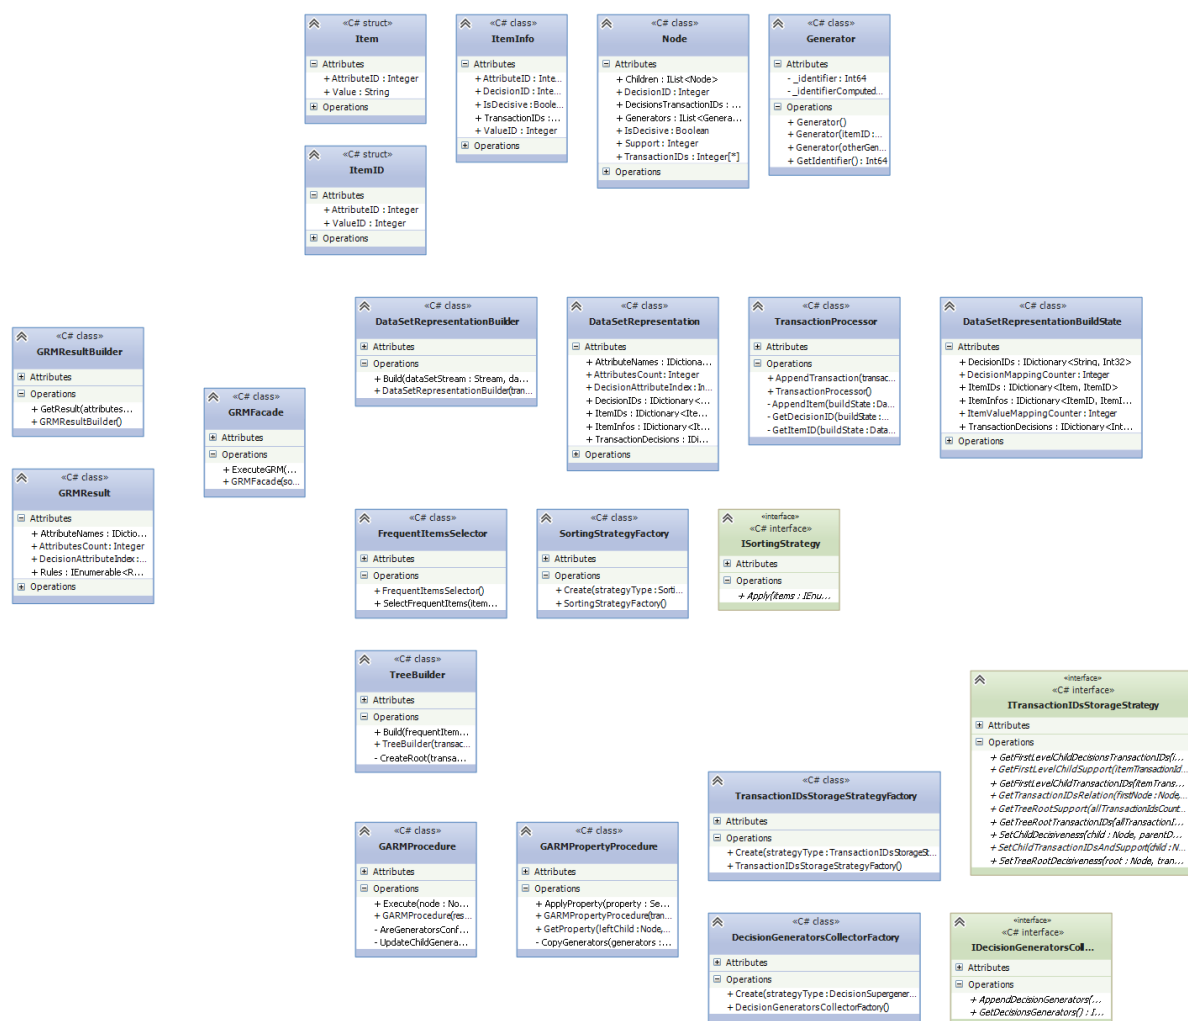 «C# struct»
Item
Attributes
+ AttributeID : Integer
+ Value : String
Operations
«C# class»
ItemInfo
Attributes
+ AttributeID : Inte...
+ DecisionID : Inte...
+ IsDecisive : Boole...
+ TransactionIDs :...
+ ValueID : Integer
Operations
«C# class»
Node
Attributes
+ Children : IList<Node>
+ DecisionID : Integer
+ DecisionsTransactionIDs : ...
+ Generators : IList<Genera...
+ IsDecisive : Boolean
+ Support : Integer
+ TransactionIDs : Integer[*]
Operations
«C# class»
Generator
Attributes
- _identifier : Int64
- _identifierComputed...
Operations
+ Generator()
+ Generator(itemID :...
+ Generator(otherGen...
+ GetIdentifier() : Int64
«C# struct»
ItemID
Attributes
+ AttributeID : Integer
+ ValueID : Integer
Operations
«C# class»
GRMResultBuilder
Attributes
Operations
+ GetResult(attributes...
+ GRMResultBuilder()
«C# class»
GRMResult
Attributes
+ AttributeNames : IDictio...
+ AttributesCount : Integer
+ DecisionAttributeIndex :...
+ Rules : IEnumerable<R...
Operations
«C# class»
GRMFacade
Attributes
Operations
+ ExecuteGRM(...
+ GRMFacade(so...
«C# class»
DataSetRepresentationBuilder
Attributes
Operations
+ Build(dataSetStream : Stream, da...
+ DataSetRepresentationBuilder(tran...
«C# class»
DataSetRepresentation
Attributes
+ AttributeNames : IDictiona...
+ AttributesCount : Integer
+ DecisionAttributeIndex : In...
+ DecisionIDs : IDictionary<...
+ ItemIDs : IDictionary<Ite...
+ ItemInfos : IDictionary<It...
+ TransactionDecisions : IDi...
Operations
«C# class»
TransactionProcessor
Attributes
Operations
+ AppendTransaction(transac...
+ TransactionProcessor()
- AppendItem(buildState : Da...
- GetDecisionID(buildState :...
- GetItemID(buildState : Data...
«C# class»
DataSetRepresentationBuildState
Attributes
+ DecisionIDs : IDictionary<String, Int32>
+ DecisionMappingCounter : Integer
+ ItemIDs : IDictionary<Item, ItemID>
+ ItemInfos : IDictionary<ItemID, ItemI...
+ ItemValueMappingCounter : Integer
+ TransactionDecisions : IDictionary<Int...
Operations
«C# class»
FrequentItemsSelector
Attributes
Operations
+ FrequentItemsSelector()
+ SelectFrequentItems(item...
«C# class»
SortingStrategyFactory
Attributes
Operations
+ Create(strategyType : Sorti...
+ SortingStrategyFactory()
«interface»
«C# interface»
ISortingStrategy
Attributes
Operations
+ Apply(items : IEnu...
«C# class»
TreeBuilder
Attributes
Operations
+ Build(frequentItem...
+ TreeBuilder(transac...
- CreateRoot(transa...
«C# class»
GARMProcedure
Attributes
Operations
+ Execute(node : No...
+ GARMProcedure(res...
- AreGeneratorsConf...
- UpdateChildGenera...
«C# class»
GARMPropertyProcedure
Attributes
Operations
+ ApplyProperty(property : Se...
+ GARMPropertyProcedure(tran...
+ GetProperty(leftChild : Node,...
- CopyGenerators(generators :...
«C# class»
TransactionIDsStorageStrategyFactory
Attributes
Operations
+ Create(strategyType : TransactionIDsStorageSt...
+ TransactionIDsStorageStrategyFactory()
«interface»
«C# interface»
ITransactionIDsStorageStrategy
Attributes
Operations
+ GetFirstLevelChildDecisionsTransactionIDs(i...
+ GetFirstLevelChildSupport(itemTransactionId...
+ GetFirstLevelChildTransactionIDs(itemTrans...
+ GetTransactionIDsRelation(firstNode : Node,...
+ GetTreeRootSupport(allTransactionIdsCount...
+ GetTreeRootTransactionIDs(allTransactionI...
+ SetChildDecisiveness(child : Node, parentD...
+ SetChildTransactionIDsAndSupport(child : N...
+ SetTreeRootDecisiveness(root : Node, tran...
«C# class»
DecisionGeneratorsCollectorFactory
Attributes
Operations
+ Create(strategyType : DecisionSupergener...
+ DecisionGeneratorsCollectorFactory()
«interface»
«C# interface»
IDecisionGeneratorsColl...
Attributes
Operations
+ AppendDecisionGenerators(...
+ GetDecisionsGenerators() : I...